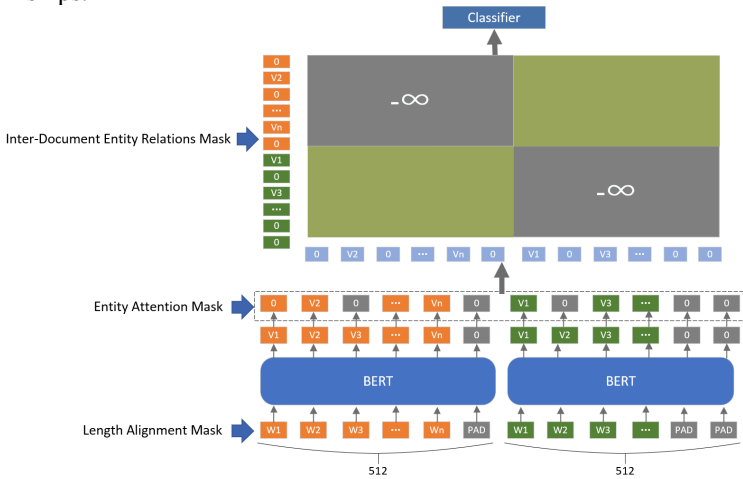 Classifier
0
V2
0
...
Vn
0
V1
0
V3
...
0
0
-∞
-∞
Inter-Document Entity Relations Mask
0 V2 0 ... Vn 0 V1 0 V3 ... 0 0
Entity Attention Mask
0 V2 0 ... Vn 0 V1 0 V3 ... 0 0
V1 V2 V3 ... Vn 0 V1 V2 V3 ... 0 0
BERT BERT
Length Alignment Mask
W1 W2 W3 ... Wn PAD W1 W2 W3 ... PAD PAD
512 512